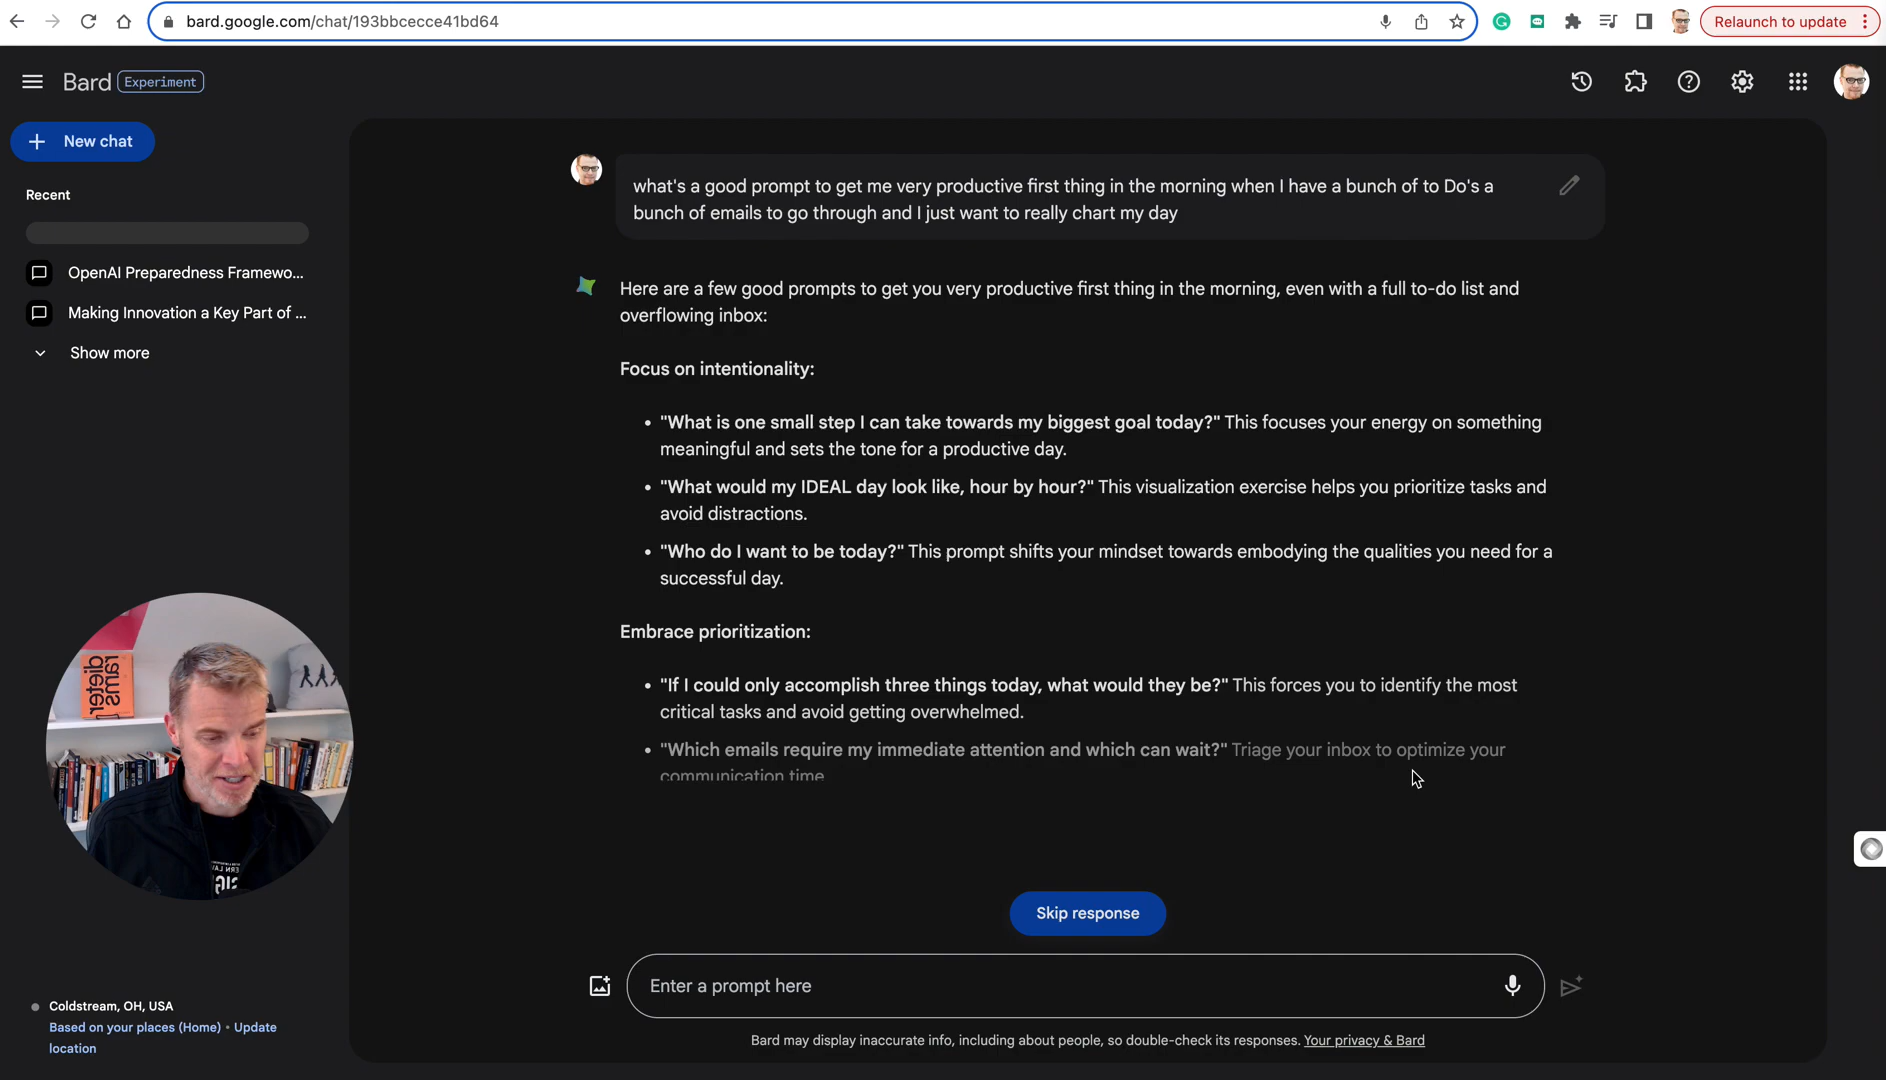 bard.google.com/chat/193bbcecce41bd64
Relaunch to update
Bard
Experiment
New chat
Recent
OpenAI Preparedness Framewo...
Making Innovation a Key Part of ...
Show more
what's a good prompt to get me very productive first thing in the morning when I have a bunch of to Do's a
bunch of emails to go through and I just want to really chart my day
Here are a few good prompts to get you very productive first thing in the morning, even with a full to-do list and
overflowing inbox:
Focus on intentionality:
• "What is one small step I can take towards my biggest goal today?" This focuses your energy on something
meaningful and sets the tone for a productive day.
• "What would my IDEAL day look like, hour by hour?" This visualization exercise helps you prioritize tasks and
avoid distractions.
• "Who do I want to be today?" This prompt shifts your mindset towards embodying the qualities you need for a
successful day.
Embrace prioritization:
• "If I could only accomplish three things today, what would they be?" This forces you to identify the most
critical tasks and avoid getting overwhelmed.
• "Which emails require my immediate attention and which can wait?" Triage your inbox to optimize your
communication time
rams
dieter
Skip response
Enter a prompt here
Bard may display inaccurate info, including about people, so double-check its responses. Your privacy & Bard
Coldstream, OH, USA
Based on your places (Home) • Update
location